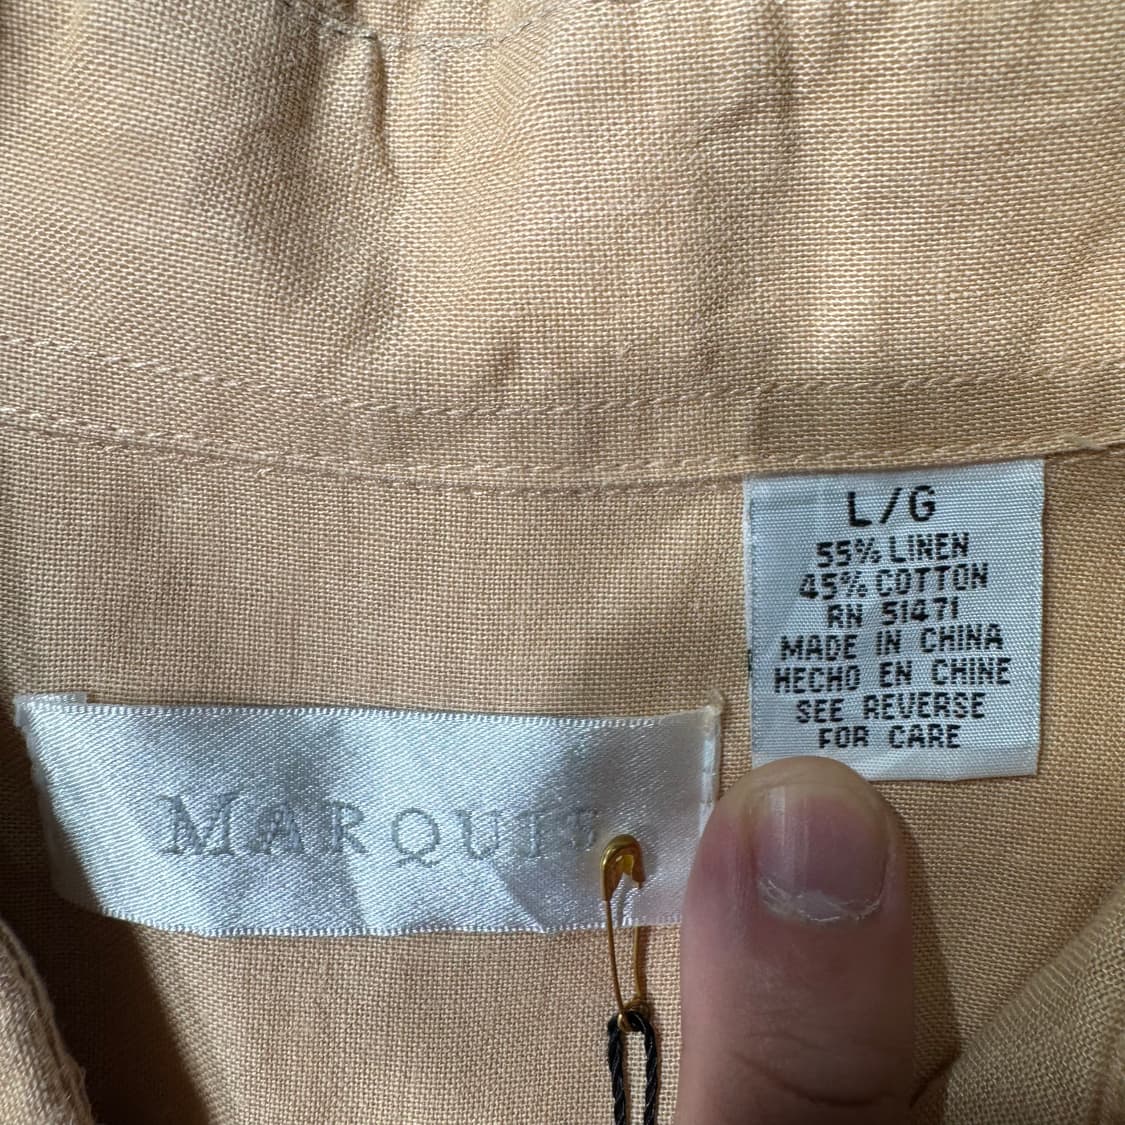 L/G
55% LINEN
45% COTTON
RN 51471
MADE IN CHINA
HECHO EN CHINE
SEE REVERSE
FOR CARE
MARQUIS